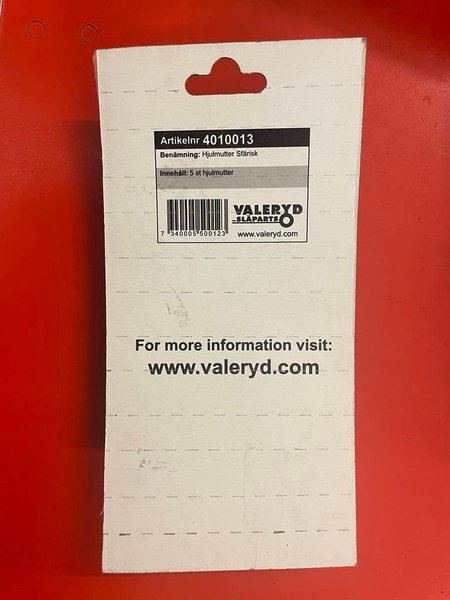 Artikelnr 4010013
Benämning: Hjulmutter Sfärisk
Innehåll: 5 st hjulmutter
VALERYD
-SLÄPARTS
www.valeryd.com
7 340005 500123
For more information visit:
www.valeryd.com